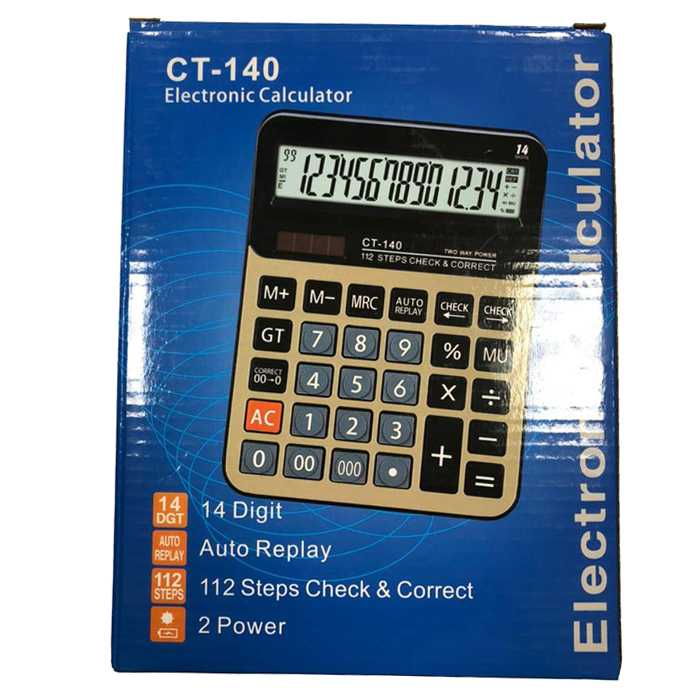 CT-140
Electronic Calculator
14
99
GT
12345678901234
CT-140
TWO WAY POWER
112 STEPS CHECK & CORRECT
M+ M− MRC AUTO REPLAY CHECK ← CHECK →
GT 7 8 9 % MU
CORRECT 00→0 4 5 6 × ÷
AC 1 2 3 + −
0 00 000 • =
14 DGT 14 Digit
AUTO REPLAY Auto Replay
112 STEPS 112 Steps Check & Correct
2 Power
Electronic Calculator